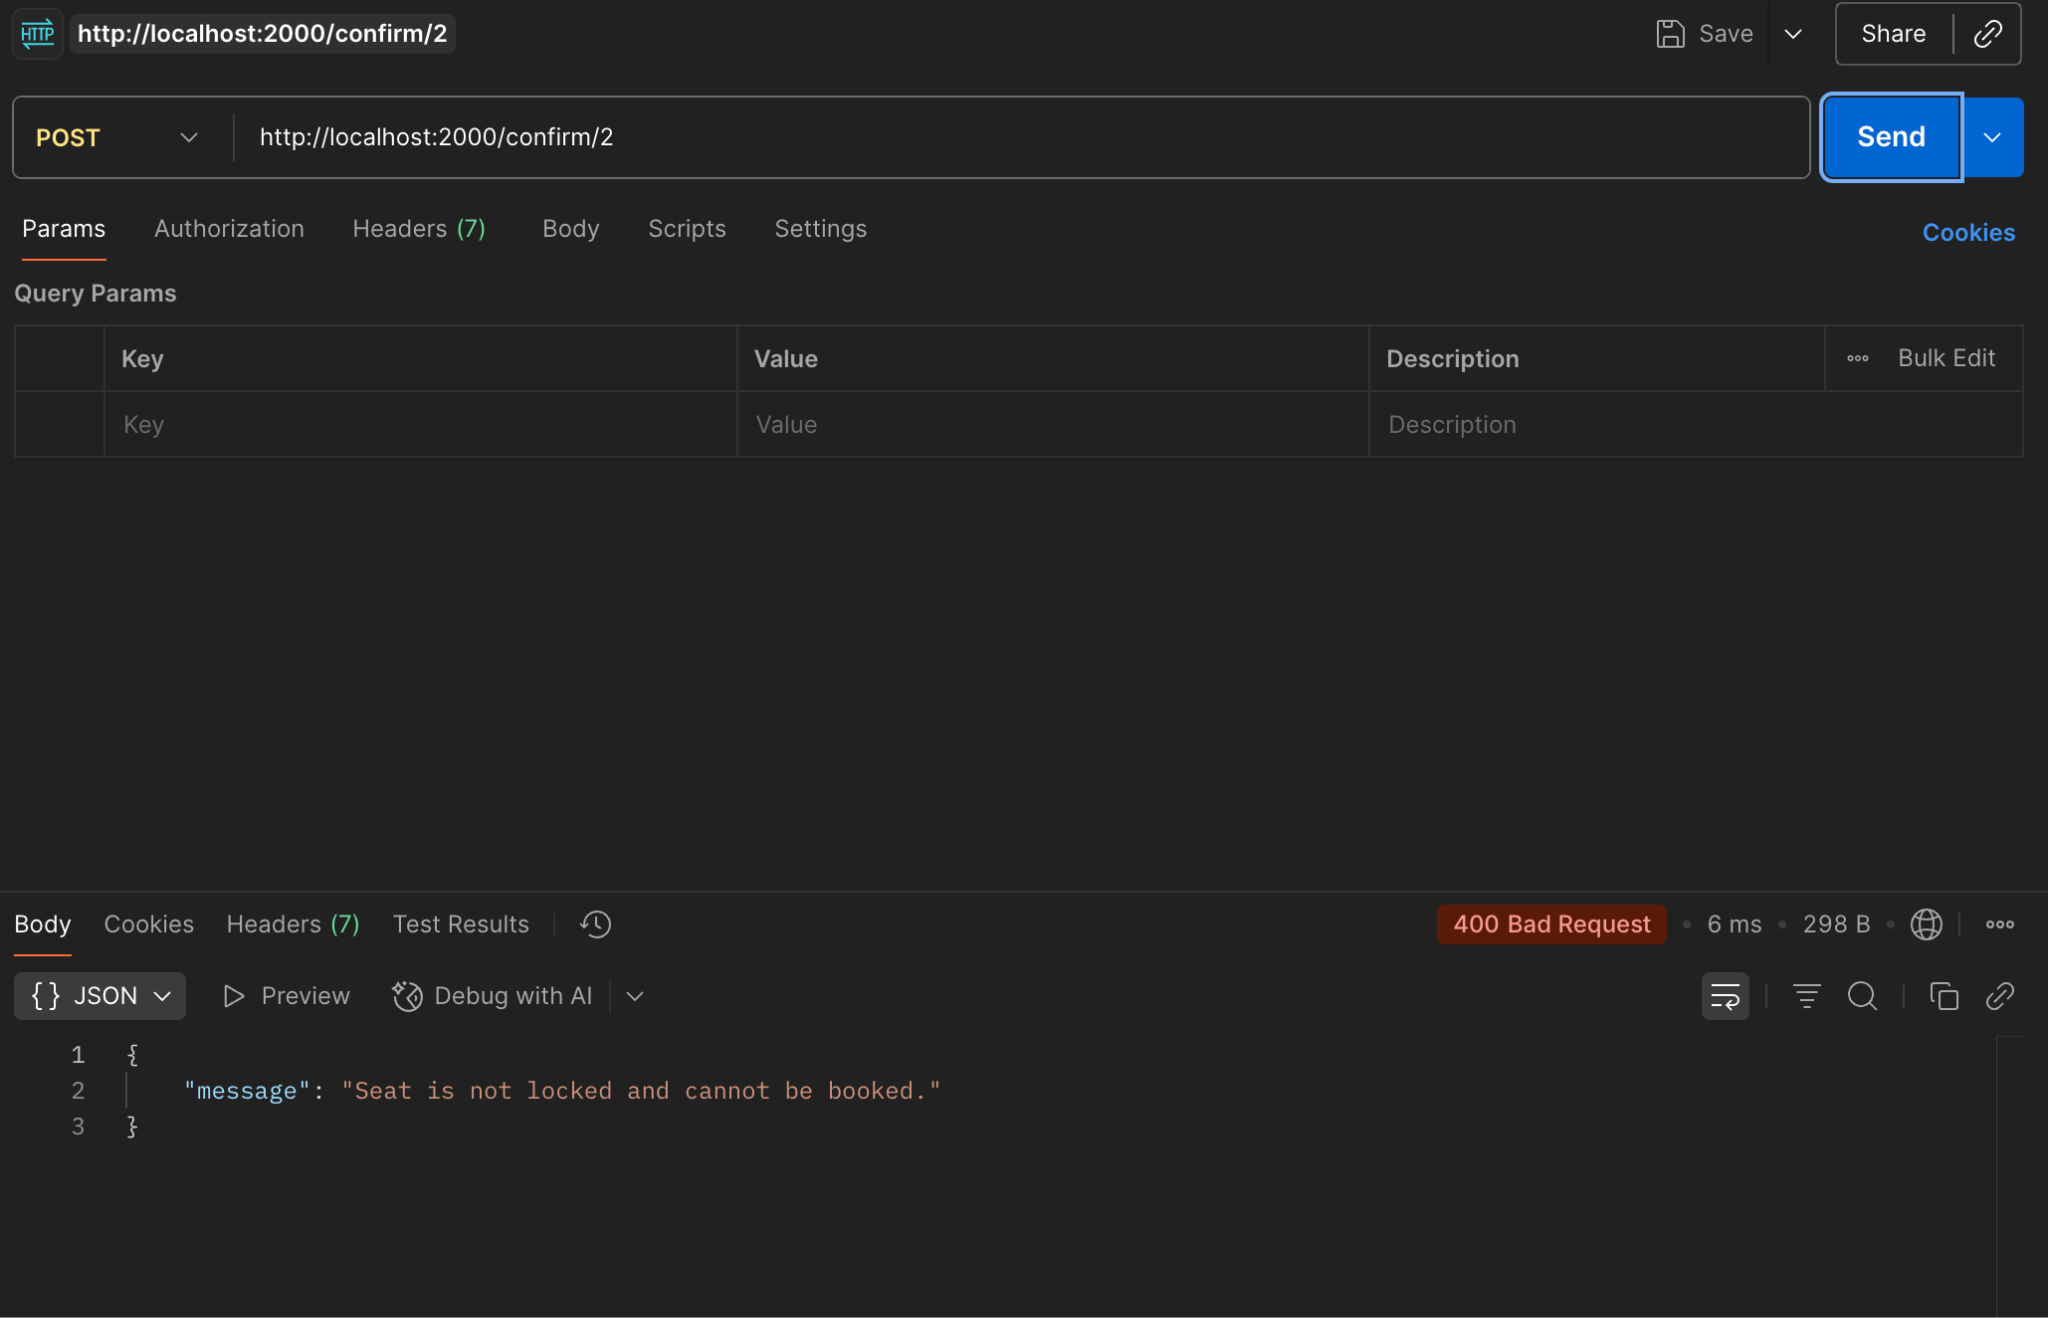 HTTP http://localhost:2000/confirm/2 Save Share
POST http://localhost:2000/confirm/2 Send
Params Authorization Headers (7) Body Scripts Settings Cookies
Query Params
Key Value Description Bulk Edit
Key Value Description
Body Cookies Headers (7) Test Results 400 Bad Request • 6 ms • 298 B •
{} JSON Preview Debug with AI
1 {
2 "message": "Seat is not locked and cannot be booked."
3 }